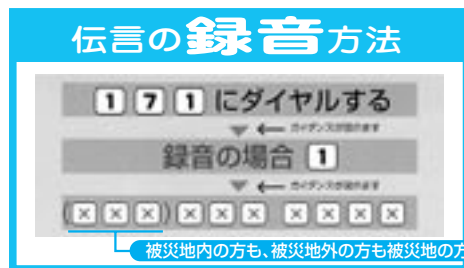 伝言の録音方法
171にダイヤルする
ガイダンスが流れます
録音の場合1
ガイダンスが流れます
(×××)××× ××××
被災地内の方も、被災地外の方も被災地の方